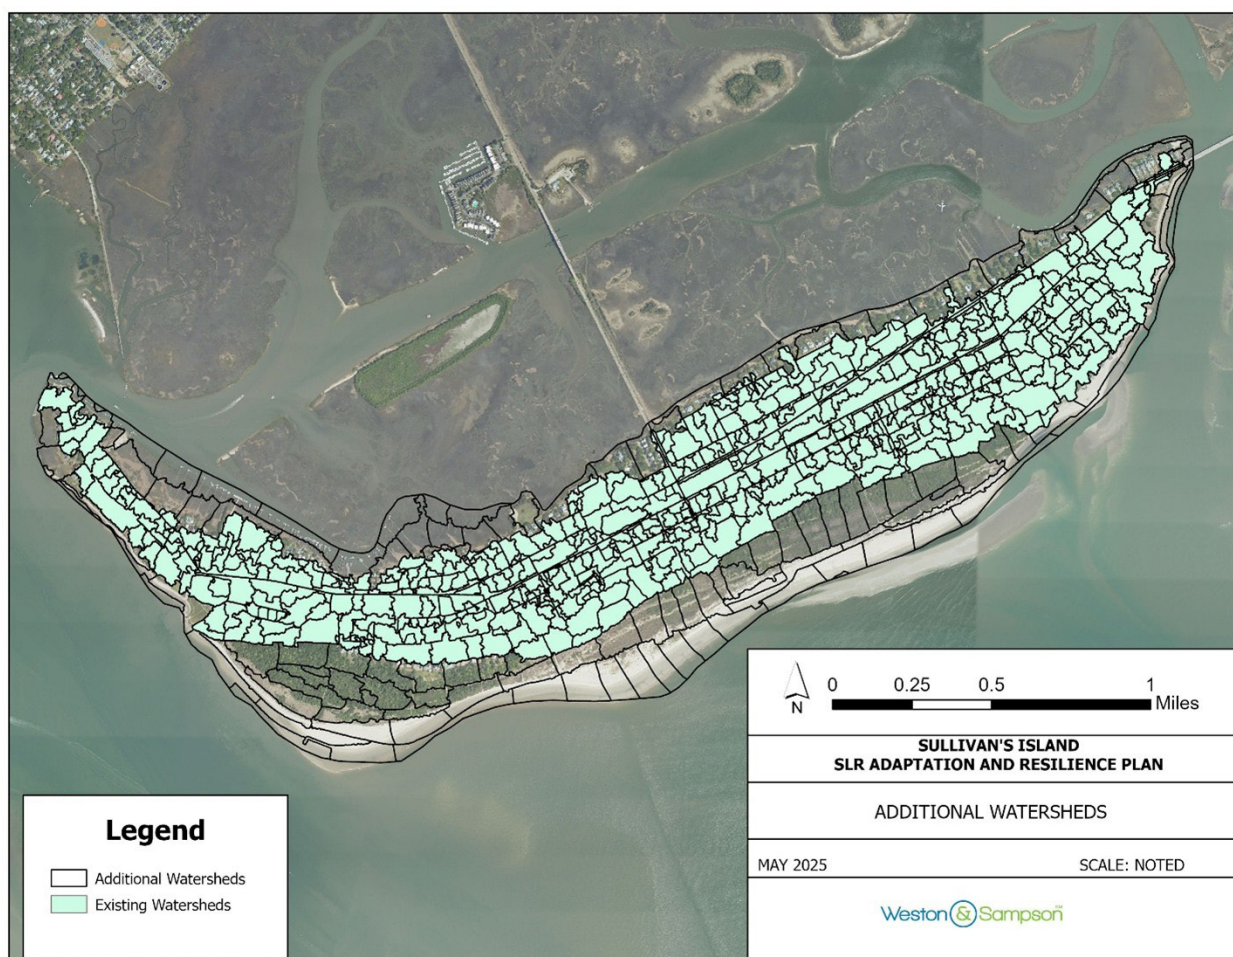 N
0 0.25 0.5 1
Miles
SULLIVAN'S ISLAND
SLR ADAPTATION AND RESILIENCE PLAN
ADDITIONAL WATERSHEDS
MAY 2025 SCALE: NOTED
Weston & Sampson
Legend
Additional Watersheds
Existing Watersheds